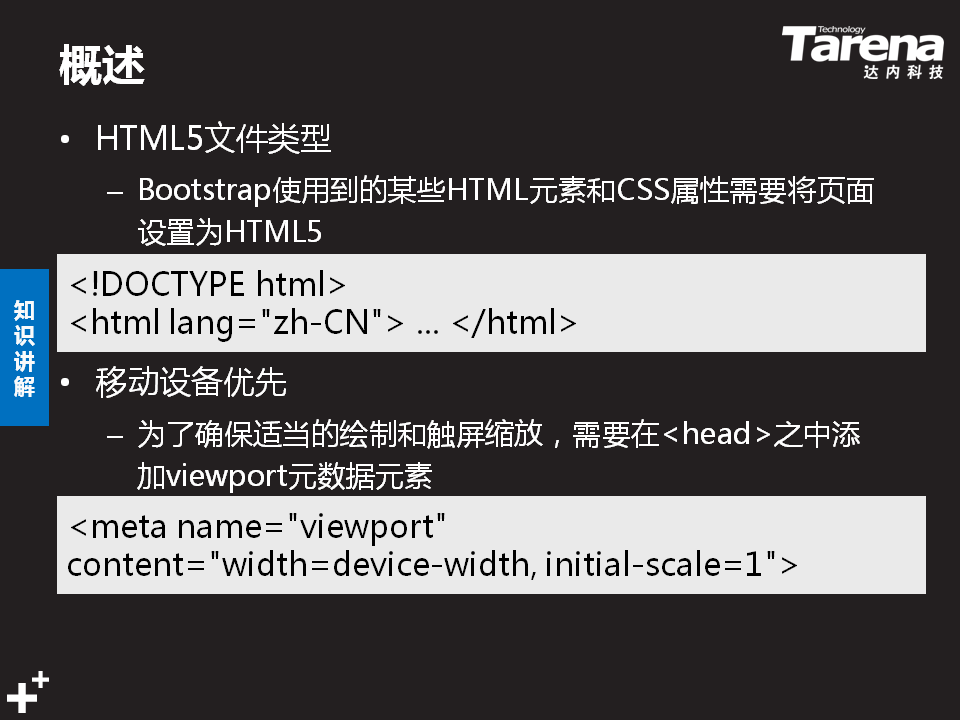 概述
Technology
Tarena
达内科技
• HTML5文件类型
– Bootstrap使用到的某些HTML元素和CSS属性需要将页面
设置为HTML5
<!DOCTYPE html>
<html lang="zh-CN"> ... </html>
知识讲解
• 移动设备优先
– 为了确保适当的绘制和触屏缩放，需要在<head>之中添
加viewport元数据元素
<meta name="viewport"
content="width=device-width, initial-scale=1">